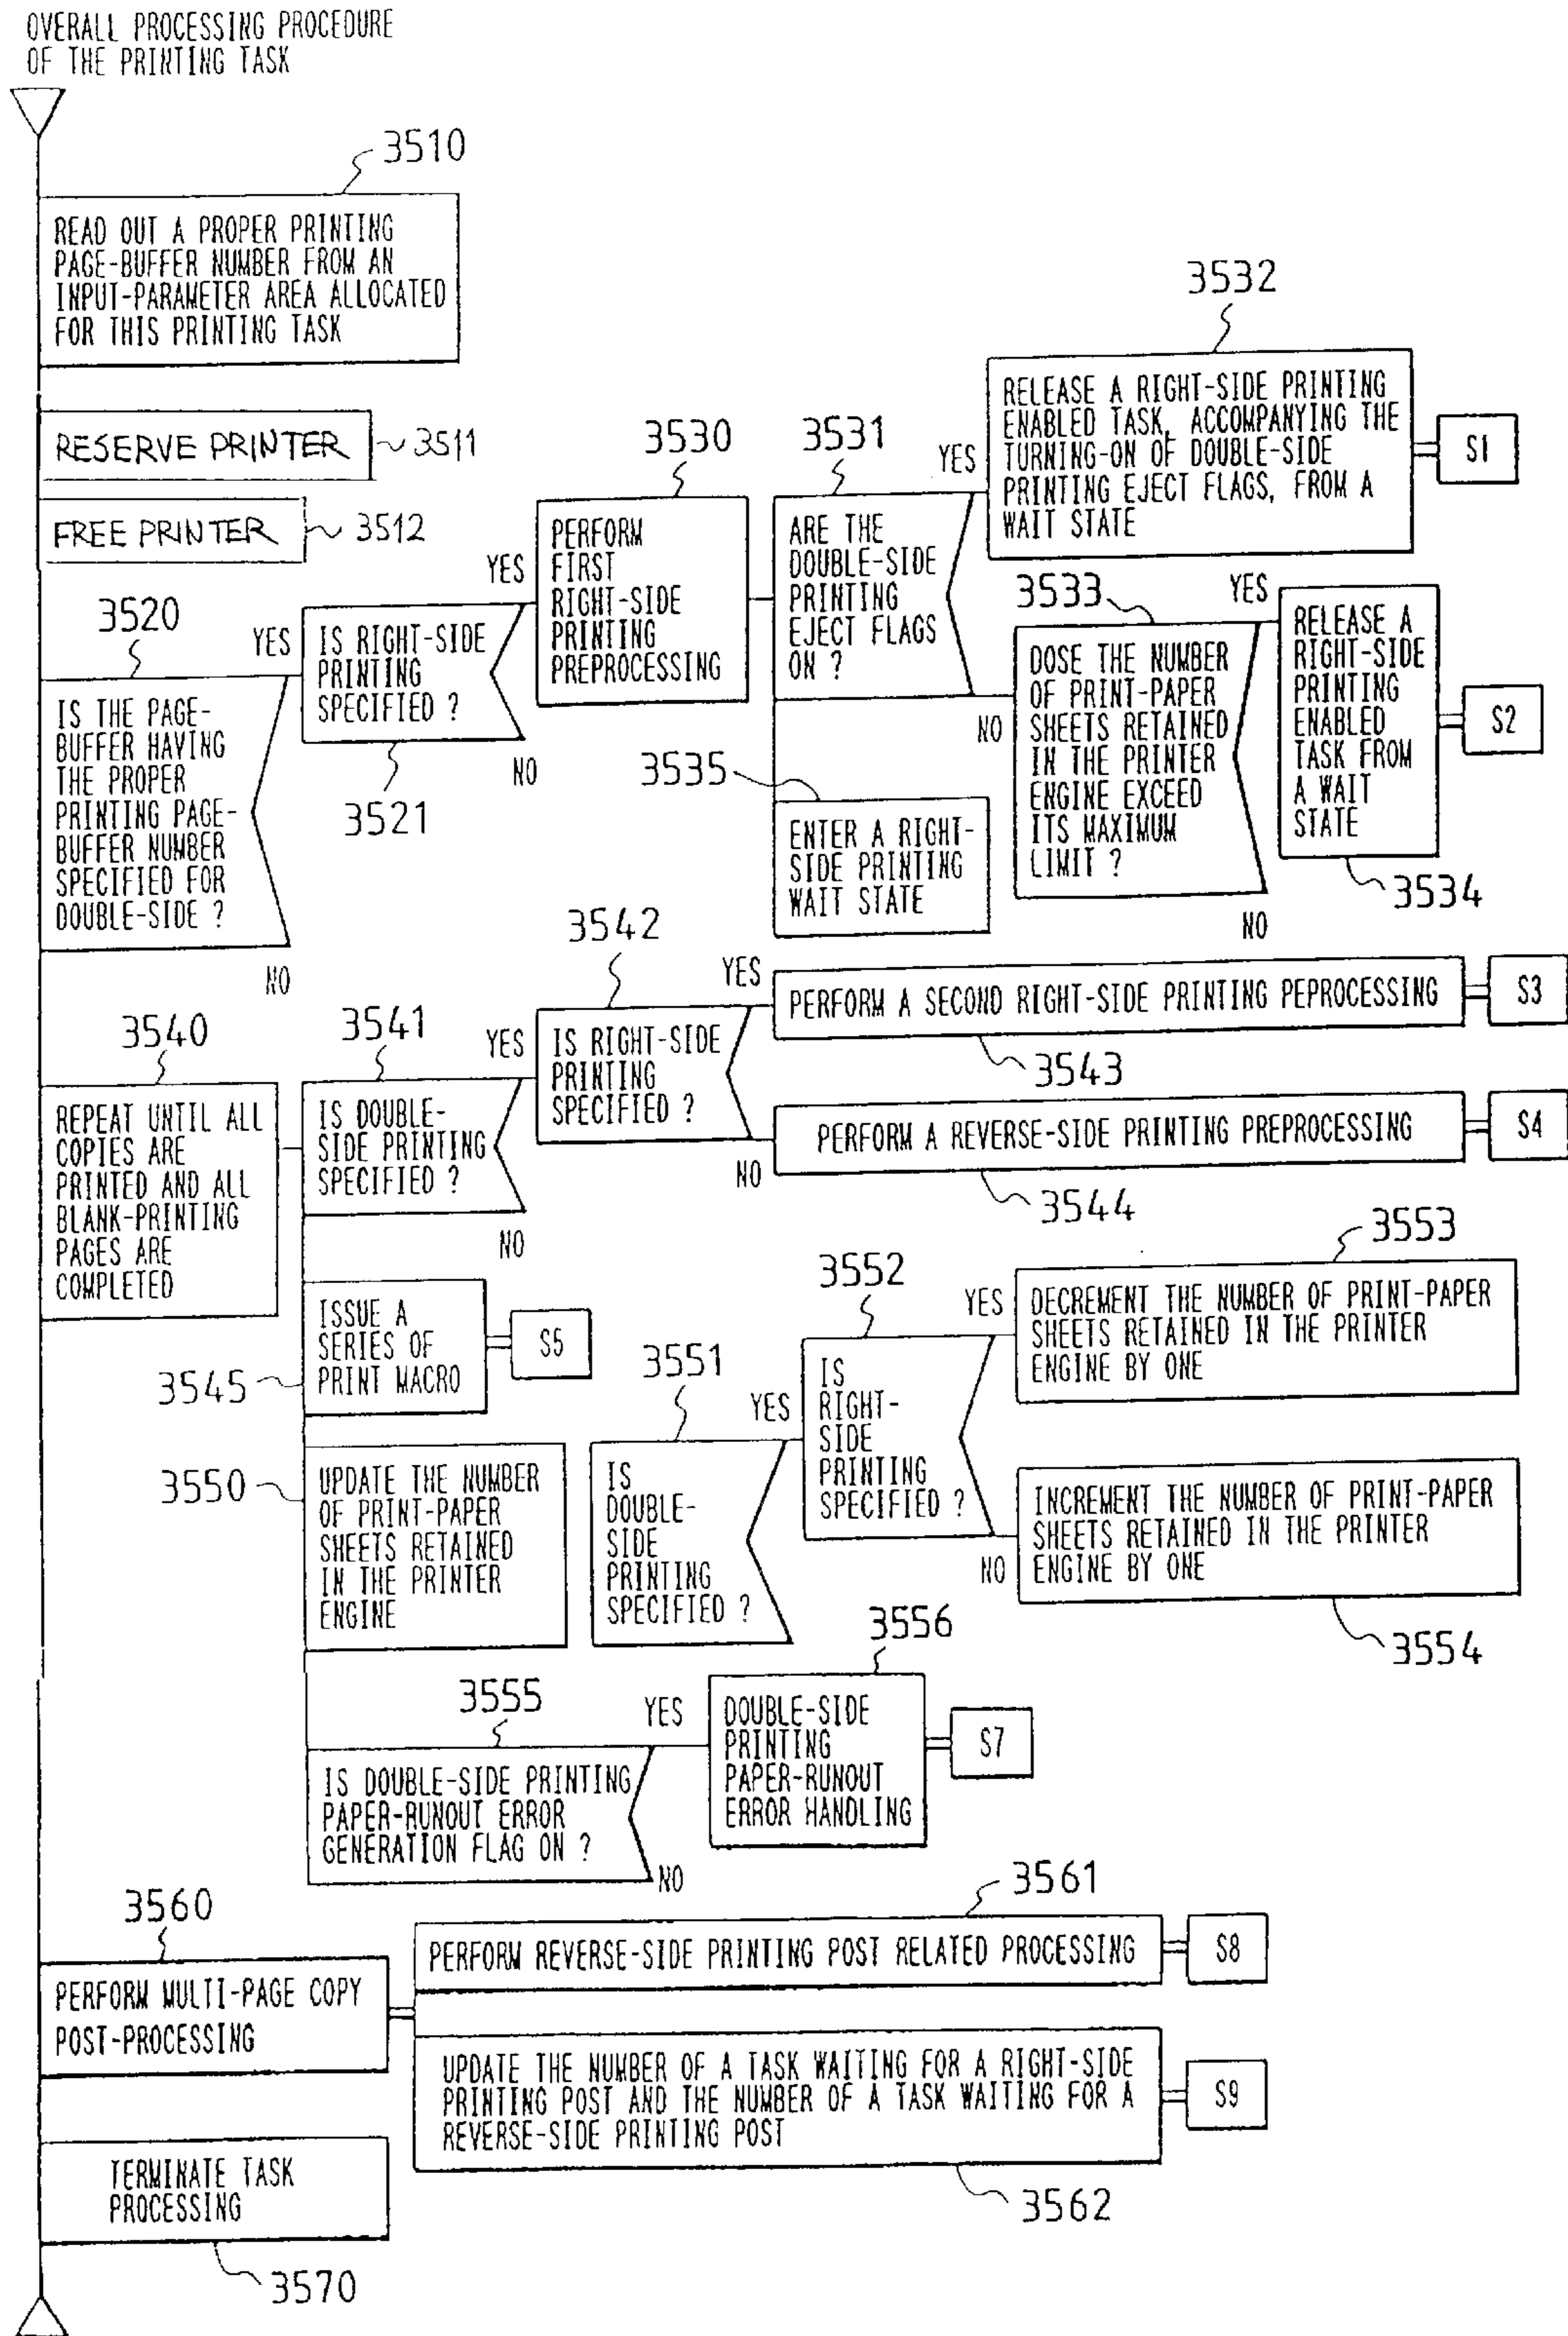 OVERALL PROCESSING PROCEDURE
OF THE PRINTING TASK
3510
READ OUT A PROPER PRINTING
PAGE-BUFFER NUMBER FROM AN
INPUT-PARAMETER AREA ALLOCATED
FOR THIS PRINTING TASK
RESERVE PRINTER
3511
FREE PRINTER
3512
3520
IS THE PAGE-
BUFFER HAVING
THE PROPER
PRINTING PAGE-
BUFFER NUMBER
SPECIFIED FOR
DOUBLE-SIDE ?
YES
NO
IS RIGHT-SIDE
PRINTING
SPECIFIED ?
3521
YES
NO
3530
PERFORM
FIRST
RIGHT-SIDE
PRINTING
PREPROCESSING
3531
ARE THE
DOUBLE-SIDE
PRINTING
EJECT FLAGS
ON ?
YES
NO
3532
RELEASE A RIGHT-SIDE PRINTING
ENABLED TASK, ACCOMPANYING THE
TURNING-ON OF DOUBLE-SIDE
PRINTING EJECT FLAGS, FROM A
WAIT STATE
S1
3533
DOSE THE NUMBER
OF PRINT-PAPER
SHEETS RETAINED
IN THE PRINTER
ENGINE EXCEED
ITS MAXIMUM
LIMIT ?
YES
NO
RELEASE A
RIGHT-SIDE
PRINTING
ENABLED
TASK FROM
A WAIT
STATE
3534
S2
3535
ENTER A RIGHT-
SIDE PRINTING
WAIT STATE
3540
REPEAT UNTIL ALL
COPIES ARE
PRINTED AND ALL
BLANK-PRINTING
PAGES ARE
COMPLETED
3541
IS DOUBLE-
SIDE PRINTING
SPECIFIED ?
YES
NO
3542
IS RIGHT-SIDE
PRINTING
SPECIFIED ?
YES
NO
PERFORM A SECOND RIGHT-SIDE PRINTING PEPROCESSING
3543
S3
PERFORM A REVERSE-SIDE PRINTING PREPROCESSING
3544
S4
ISSUE A
SERIES OF
PRINT MACRO
3545
S5
3550
UPDATE THE NUMBER
OF PRINT-PAPER
SHEETS RETAINED
IN THE PRINTER
ENGINE
3551
IS
DOUBLE-
SIDE
PRINTING
SPECIFIED ?
YES
3552
IS
RIGHT-
SIDE
PRINTING
SPECIFIED ?
YES
NO
3553
DECREMENT THE NUMBER OF PRINT-PAPER
SHEETS RETAINED IN THE PRINTER
ENGINE BY ONE
INCREMENT THE NUMBER OF PRINT-PAPER
SHEETS RETAINED IN THE PRINTER
ENGINE BY ONE
3554
3555
IS DOUBLE-SIDE PRINTING
PAPER-RUNOUT ERROR
GENERATION FLAG ON ?
YES
NO
3556
DOUBLE-SIDE
PRINTING
PAPER-RUNOUT
ERROR HANDLING
S7
3560
PERFORM MULTI-PAGE COPY
POST-PROCESSING
3561
PERFORM REVERSE-SIDE PRINTING POST RELATED PROCESSING
S8
UPDATE THE NUMBER OF A TASK WAITING FOR A RIGHT-SIDE
PRINTING POST AND THE NUMBER OF A TASK WAITING FOR A
REVERSE-SIDE PRINTING POST
3562
S9
TERMINATE TASK
PROCESSING
3570